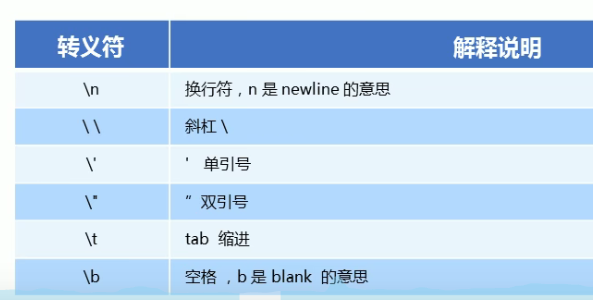 转义符 解释说明
\n 换行符，n 是 newline 的意思
\ \ 斜杠 \
\' ' 单引号
\" " 双引号
\t tab 缩进
\b 空格 ，b 是 blank 的意思